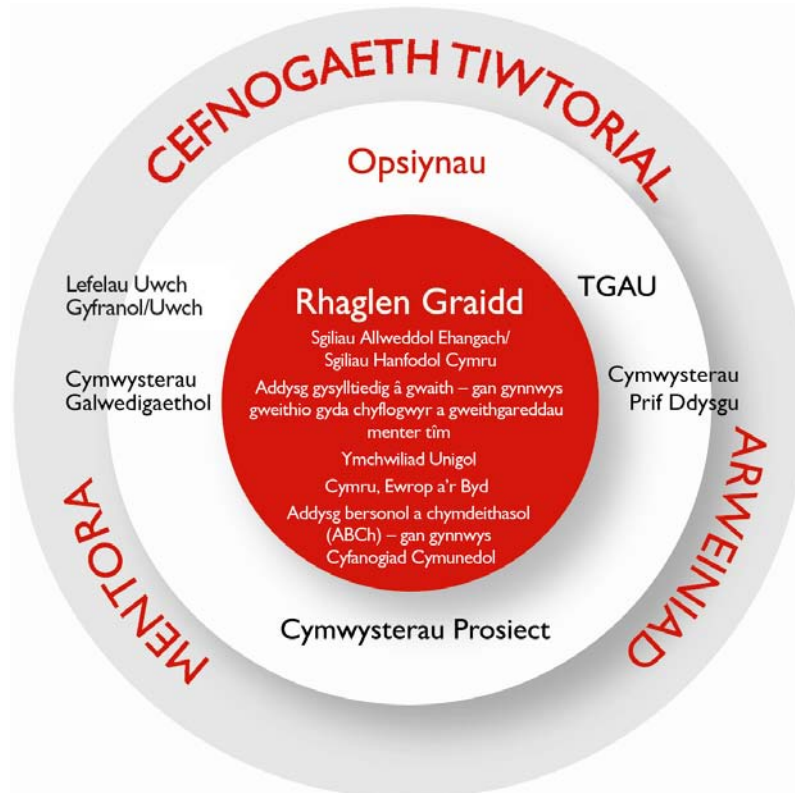 CEFNOGAETH TIWTORIAL
Opsiynau
Lefelau Uwch
Gyfranol/Uwch
TGAU
Cymwysterau
Galwedigaethol
Cymwysterau
Prif Ddysgu
Rhaglen Graidd
Sgiliau Allweddol Ehangach/
Sgiliau Hanfodol Cymru
Addysg gysylltiedig â gwaith – gan gynnwys
gweithio gyda chyflogwyr a gweithgareddau
menter tîm
Ymchwiliad Unigol
Cymru, Ewrop a'r Byd
Addysg bersonol a chymdeithasol
(ABCh) – gan gynnwys
Cyfanogiad Cymunedol
Cymwysterau Prosiect
MENTORA
ARWEINIAD